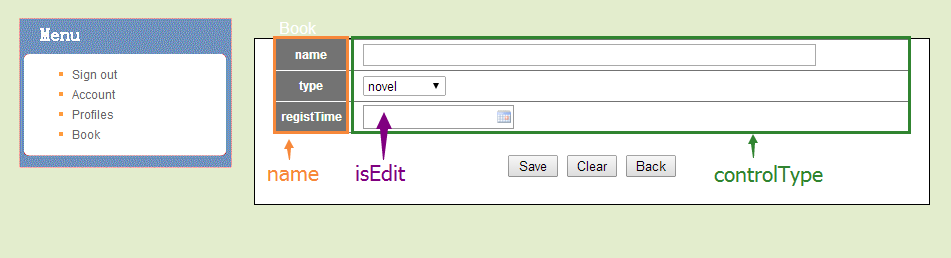 Menu
Sign out
Account
Profiles
Book
Book
name
type
novel
registTime
Save
Clear
Back
name
isEdit
controlType